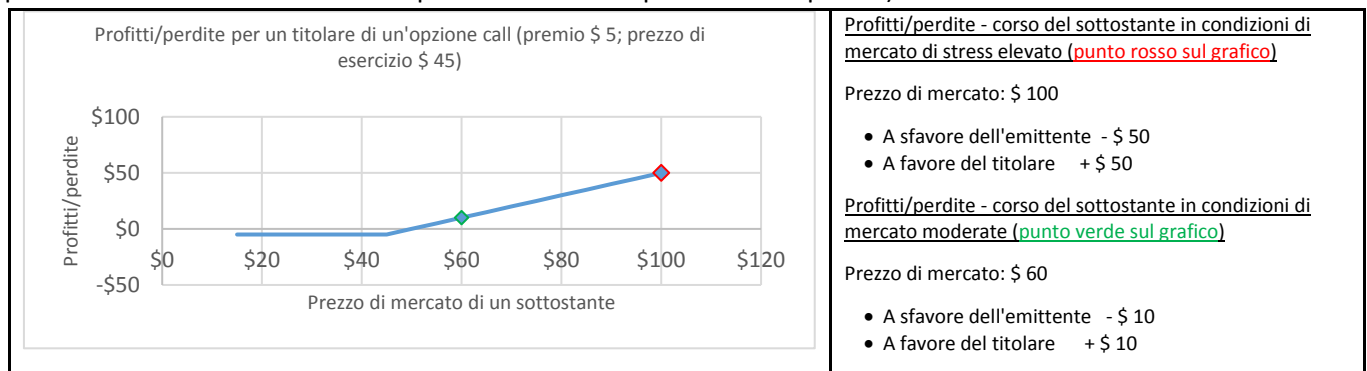 Profitti/perdite per un titolare di un'opzione call (premio $ 5; prezzo di
esercizio $ 45)
$100
$50
$0
-$50
Profitti/perdite
$0
$20
$40
$60
$80
$100
$120
Prezzo di mercato di un sottostante
Profitti/perdite - corso del sottostante in condizioni di
mercato di stress elevato (punto rosso sul grafico)
Prezzo di mercato: $ 100
• A sfavore dell'emittente - $ 50
• A favore del titolare + $ 50
Profitti/perdite - corso del sottostante in condizioni di
mercato moderate (punto verde sul grafico)
Prezzo di mercato: $ 60
• A sfavore dell'emittente - $ 10
• A favore del titolare + $ 10